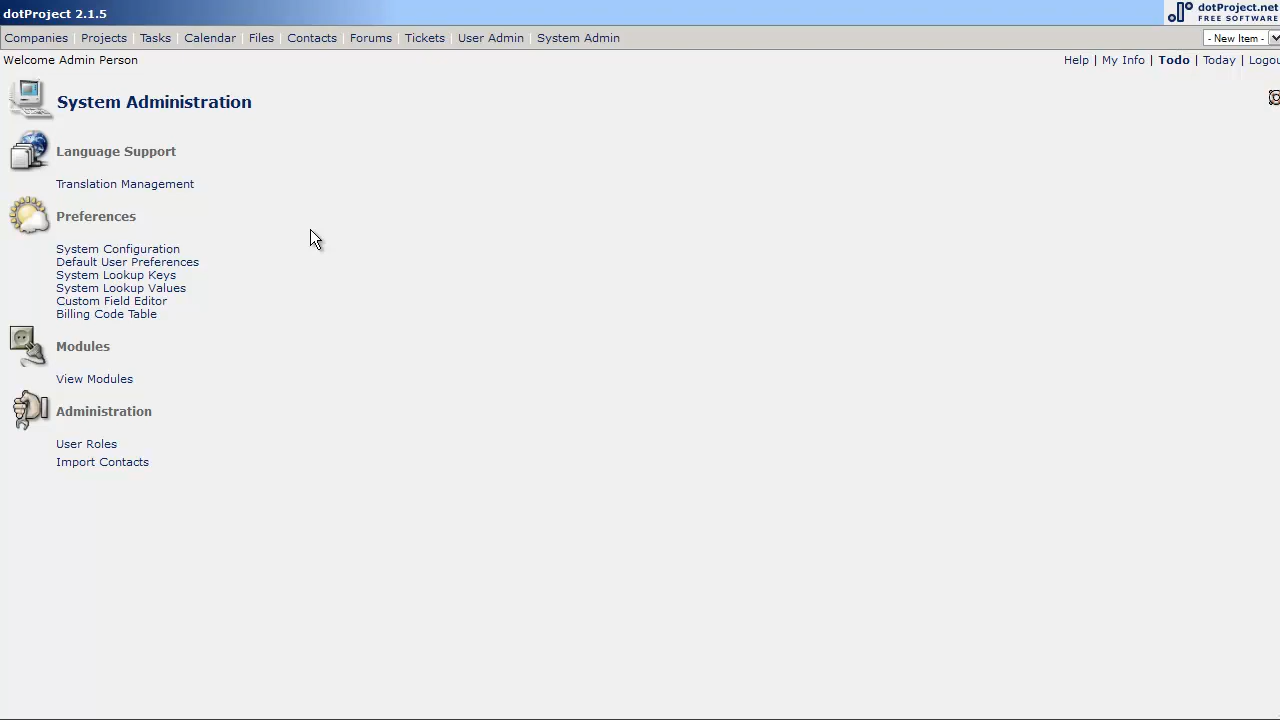 dotProject 2.1.5
dotProject.net
FREE SOFTWARE
Companies | Projects | Tasks | Calendar | Files | Contacts | Forums | Tickets | User Admin | System Admin
- New Item -
Welcome Admin Person
Help | My Info | Todo | Today | Logou
System Administration
Language Support
Translation Management
Preferences
System Configuration
Default User Preferences
System Lookup Keys
System Lookup Values
Custom Field Editor
Billing Code Table
Modules
View Modules
Administration
User Roles
Import Contacts